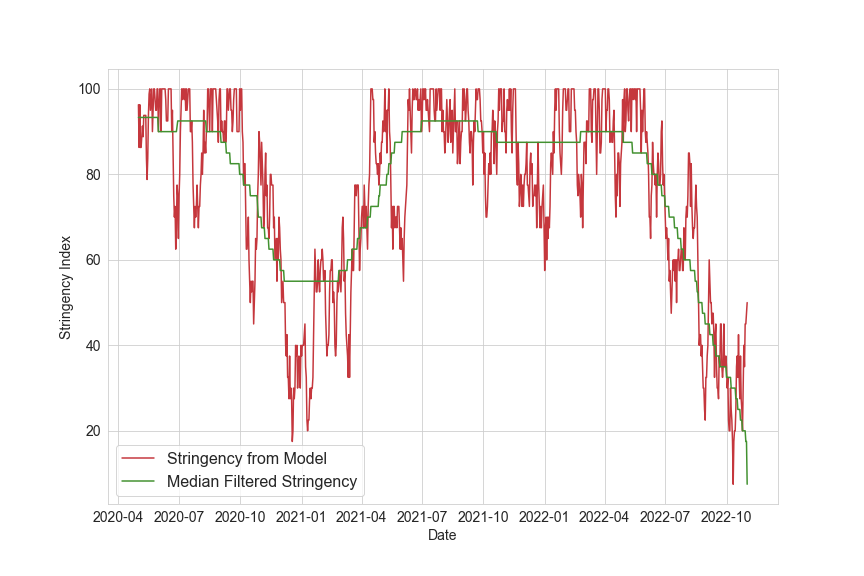 Stringency Index
100
80
60
40
20
Stringency from Model
Median Filtered Stringency
2020-04 2020-07 2020-10 2021-01 2021-04 2021-07 2021-10 2022-01 2022-04 2022-07 2022-10
Date